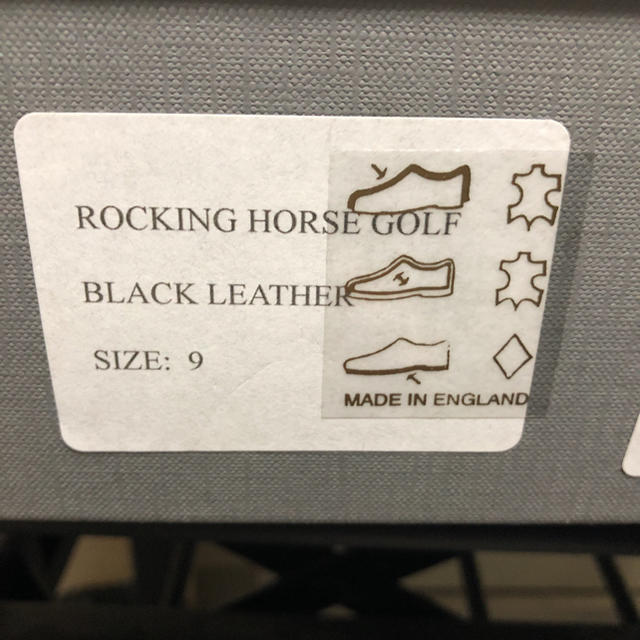 ROCKING HORSE GOLF
BLACK LEATHER
SIZE: 9
MADE IN ENGLAND